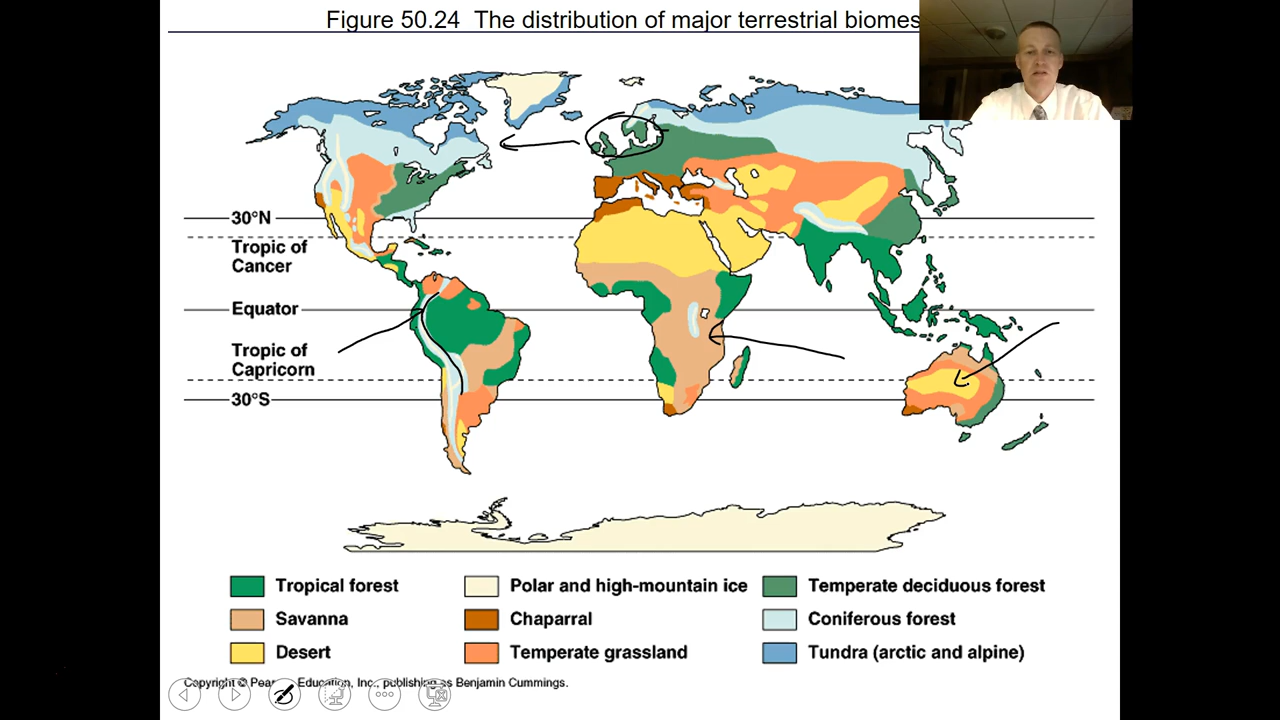 Figure 50.24 The distribution of major terrestrial biomes
30°N
Tropic of
Cancer
Equator
Tropic of
Capricorn
30°S
Tropical forest
Polar and high-mountain ice
Temperate deciduous forest
Savanna
Chaparral
Coniferous forest
Desert
Temperate grassland
Tundra (arctic and alpine)
Copyright © Education, Inc., publishing as Benjamin Cummings.